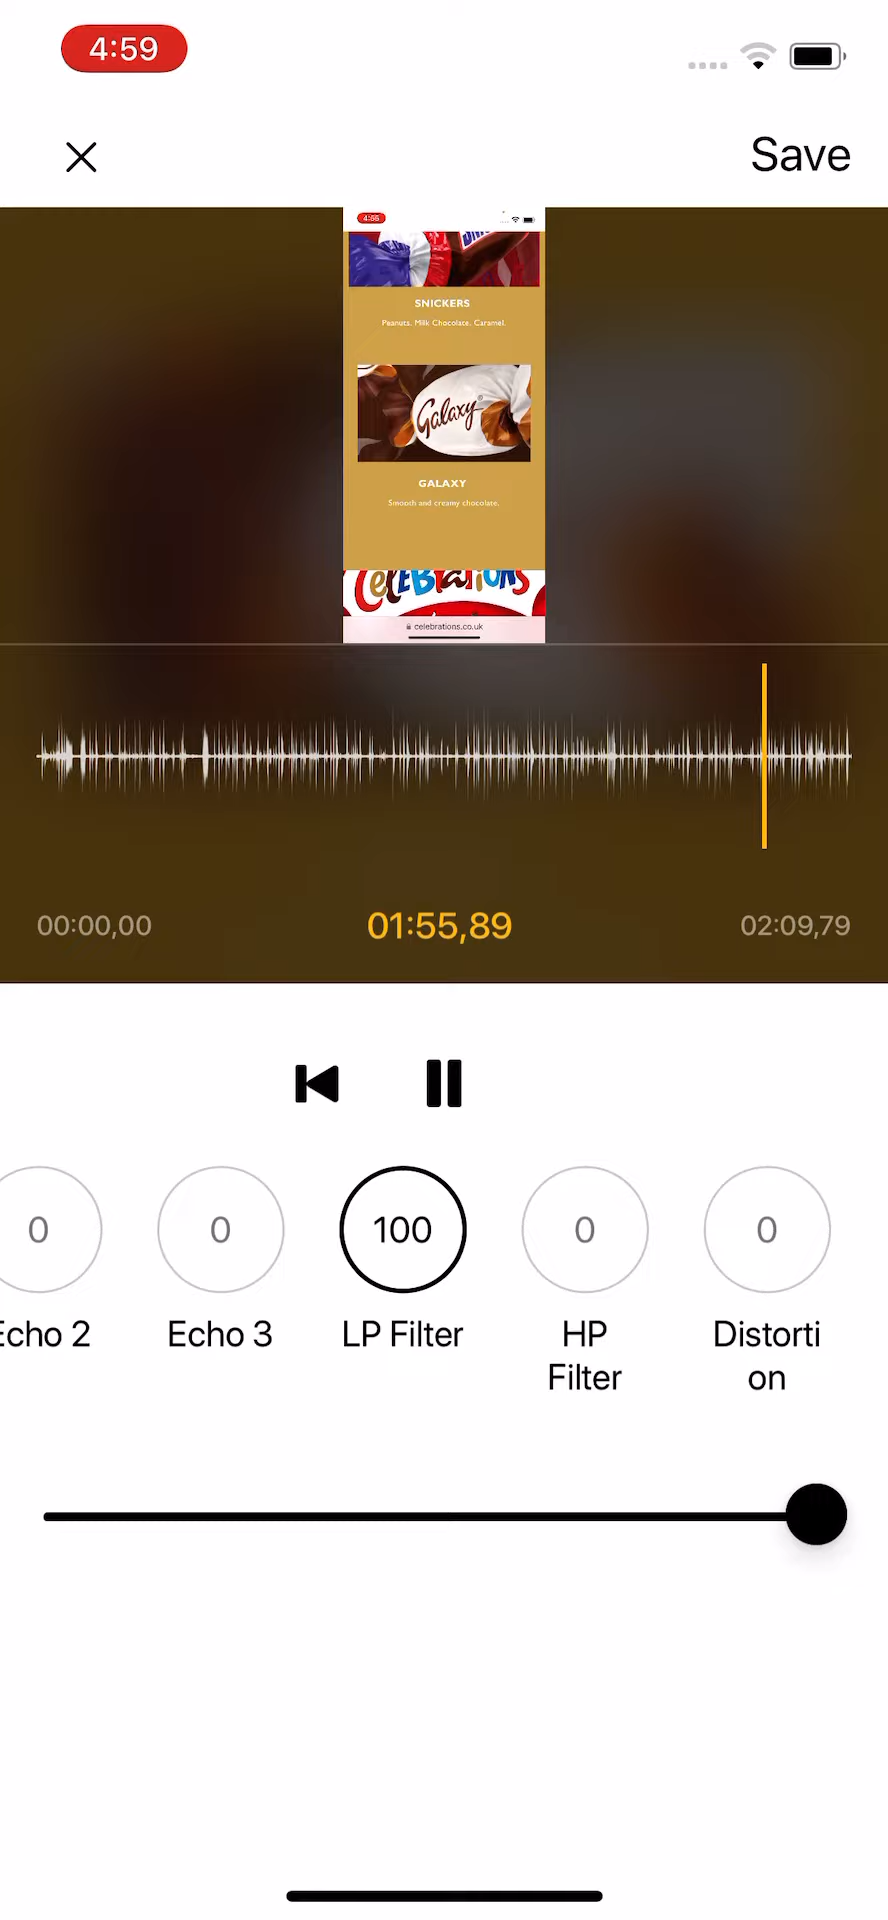 4:59
Save
4:56
SNICKERS
Peanuts. Milk Chocolate. Caramel.
Galaxy
GALAXY
Smooth and creamy chocolate.
CELEBRATIONS
celebrations.co.uk
00:00,00
01:55,89
02:09,79
0
0
100
0
0
Echo 2
Echo 3
LP Filter
HP
Filter
Distorti
on